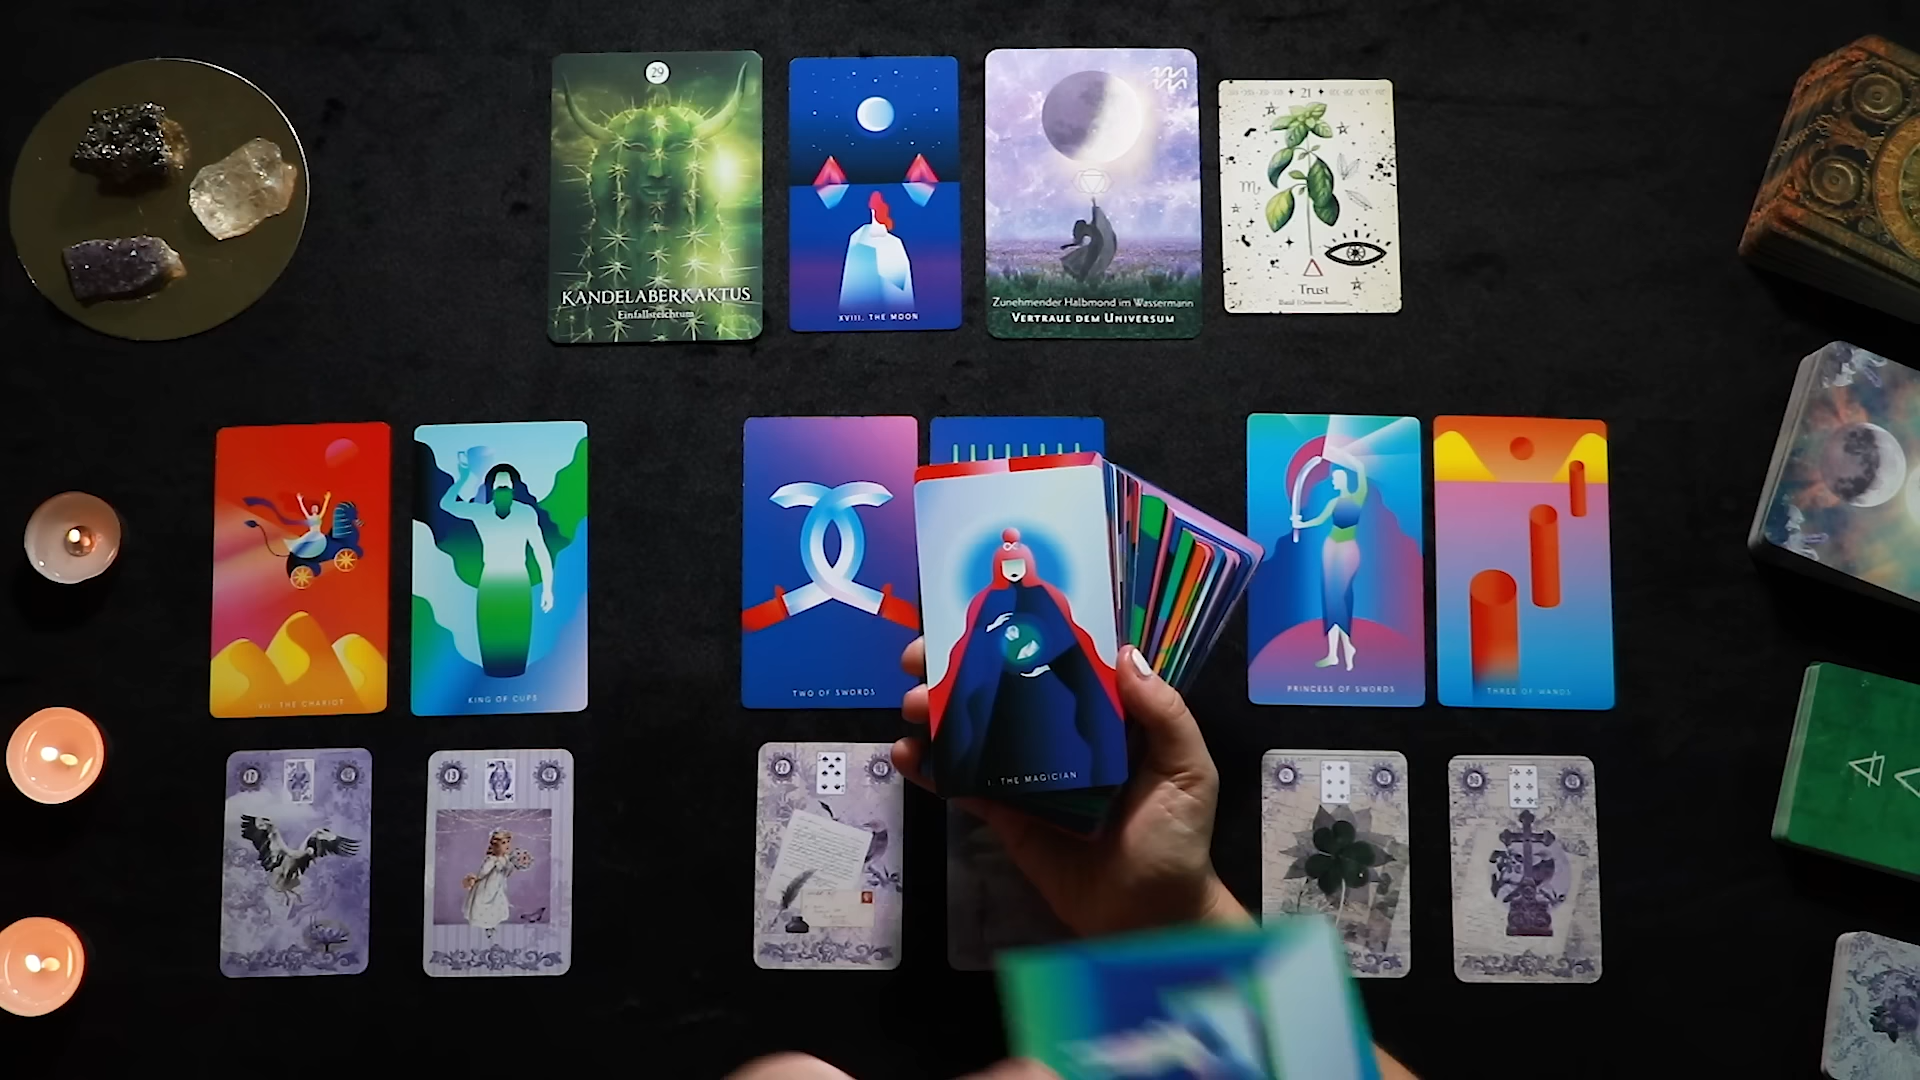 29
KANDELABERKAKTUS
Einfallsreichtum
XVIII. THE MOON
Zunehmender Halbmond im Wassermann
VERTRAUE DEM UNIVERSUM
21
Trust
Basil
VII. THE CHARIOT
KING OF CUPS
TWO OF SWORDS
I. THE MAGICIAN
PRINCESS OF SWORDS
THREE OF WANDS